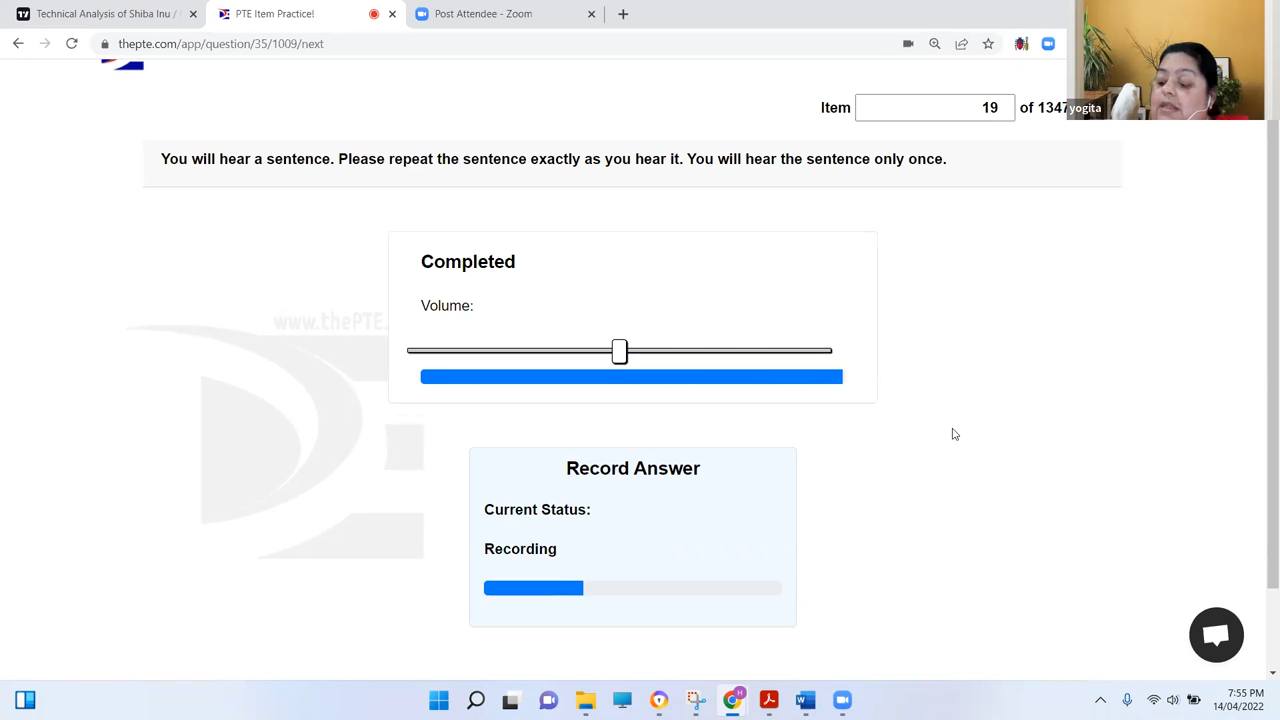 Technical Analysis of Shiba Inu /
PTE Item Practice!
Post Attendee - Zoom
thepte.com/app/question/35/1009/next
yogita
Item 19 of 1347
You will hear a sentence. Please repeat the sentence exactly as you hear it. You will hear the sentence only once.
Completed
Volume:
www.thePTE.
Record Answer
Current Status:
Recording
7:55 PM
14/04/2022